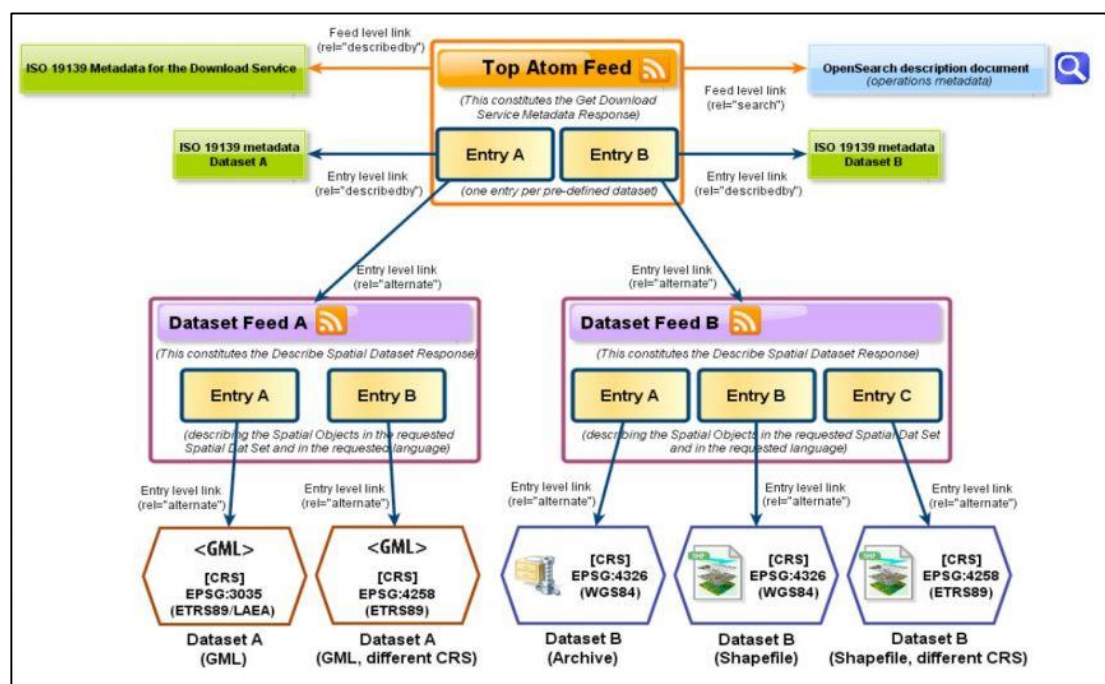 Feed level link
(rel="describedby")
ISO 19139 Metadata for the Download Service
Top Atom Feed
OpenSearch description document
(operations metadata)
Feed level link
(rel="search")
(This constitutes the Get Download
Service Metadata Response)
ISO 19139 metadata
Dataset A
Entry A
Entry B
ISO 19139 metadata
Dataset B
Entry level link
(rel="describedby")
(one entry per pre-defined dataset)
Entry level link
(rel="describedby")
Entry level link
(rel="alternate")
Entry level link
(rel="alternate")
Dataset Feed A
(This constitutes the Describe Spatial Dataset Response)
Entry A
Entry B
(describing the Spatial Objects in the requested
Spatial Dat Set and in the requested language)
Dataset Feed B
(This constitutes the Describe Spatial Dataset Response)
Entry A
Entry B
Entry C
(describing the Spatial Objects in the requested Spatial Dat Set
and in the requested language)
Entry level link
(rel="alternate")
Entry level link
(rel="alternate")
Entry level link
(rel="alternate")
Entry level link
(rel="alternate")
Entry level link
(rel="alternate")
<GML>
[CRS]
EPSG:3035
(ETRS89/LAEA)
Dataset A
(GML)
<GML>
[CRS]
EPSG:4258
(ETRS89)
Dataset A
(GML, different CRS)
[CRS]
EPSG:4326
(WGS84)
Dataset B
(Archive)
SHP
[CRS]
EPSG:4326
(WGS84)
Dataset B
(Shapefile)
SHP
[CRS]
EPSG:4258
(ETRS89)
Dataset B
(Shapefile, different CRS)